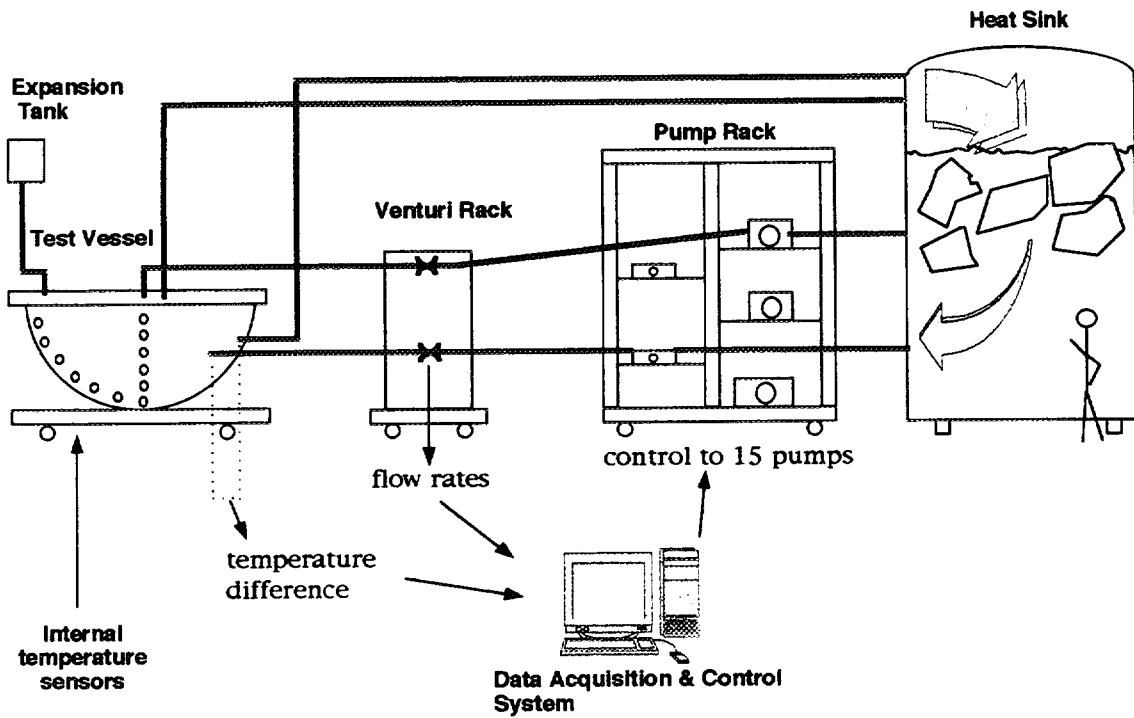 Heat Sink
Expansion
Tank
Pump Rack
Venturi Rack
Test Vessel
control to 15 pumps
flow rates
temperature
difference
Internal
temperature
sensors
Data Acquisition & Control
System